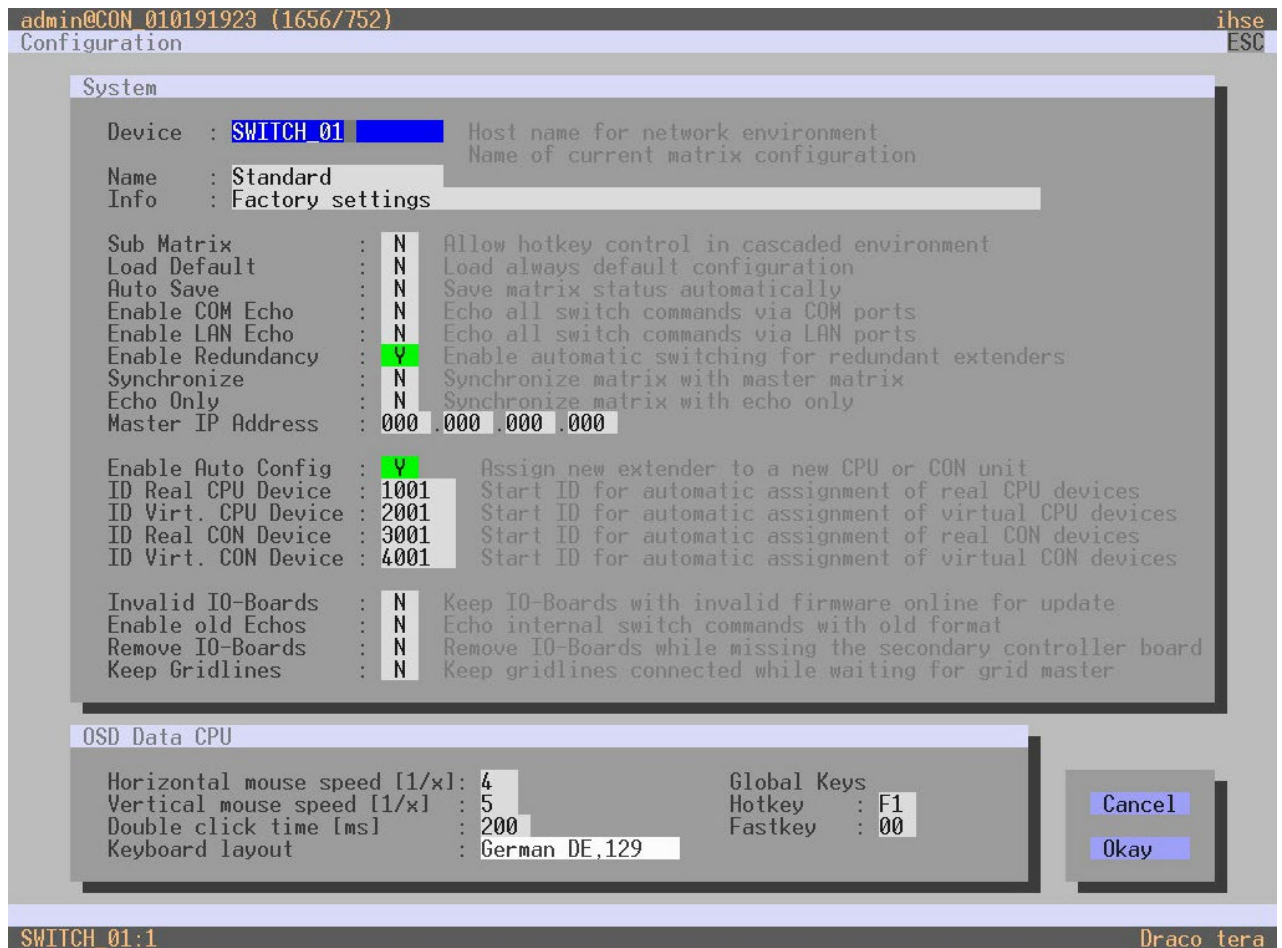 admin@CON_010191923 (1656/752) ihse
Configuration ESC
System
Device : SWITCH_01 Host name for network environment
Name of current matrix configuration
Name : Standard
Info : Factory settings
Sub Matrix : N Allow hotkey control in cascaded environment
Load Default : N Load always default configuration
Auto Save : N Save matrix status automatically
Enable COM Echo : N Echo all switch commands via COM ports
Enable LAN Echo : N Echo all switch commands via LAN ports
Enable Redundancy : Y Enable automatic switching for redundant extenders
Synchronize : N Synchronize matrix with master matrix
Echo Only : N Synchronize matrix with echo only
Master IP Address : 000 .000 .000 .000
Enable Auto Config : Y Assign new extender to a new CPU or CON unit
ID Real CPU Device : 1001 Start ID for automatic assignment of real CPU devices
ID Virt. CPU Device : 2001 Start ID for automatic assignment of virtual CPU devices
ID Real CON Device : 3001 Start ID for automatic assignment of real CON devices
ID Virt. CON Device : 4001 Start ID for automatic assignment of virtual CON devices
Invalid IO-Boards : N Keep IO-Boards with invalid firmware online for update
Enable old Echos : N Echo internal switch commands with old format
Remove IO-Boards : N Remove IO-Boards while missing the secondary controller board
Keep Gridlines : N Keep gridlines connected while waiting for grid master
OSD Data CPU
Horizontal mouse speed [1/x]: 4 Global Keys
Vertical mouse speed [1/x] : 5 Hotkey : F1 Cancel
Double click time [ms] : 200 Fastkey : 00
Keyboard layout : German DE,129 Okay
SWITCH_01:1 Draco tera